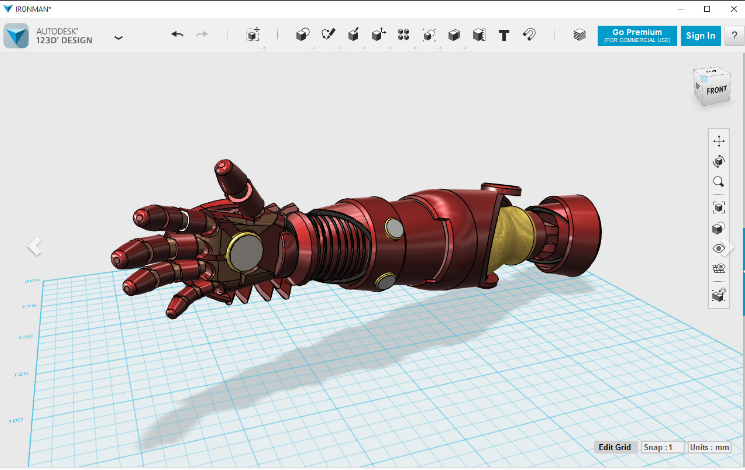 IRONMAN*
AUTODESK®
123D® DESIGN
T
Go Premium
(FOR COMMERCIAL USE)
Sign In
?
FRONT
200
175
150
125
100
Edit Grid
Snap : 1
Units : mm